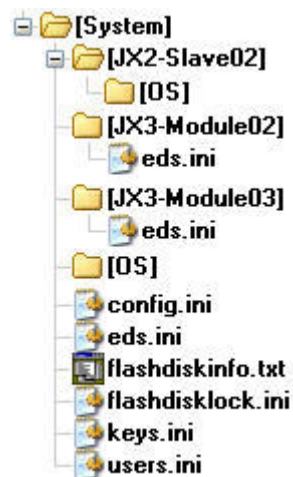 [System]
[JX2-Slave02]
[OS]
[JX3-Module02]
eds.ini
[JX3-Module03]
eds.ini
[OS]
config.ini
eds.ini
flashdiskinfo.txt
flashdisklock.ini
keys.ini
users.ini